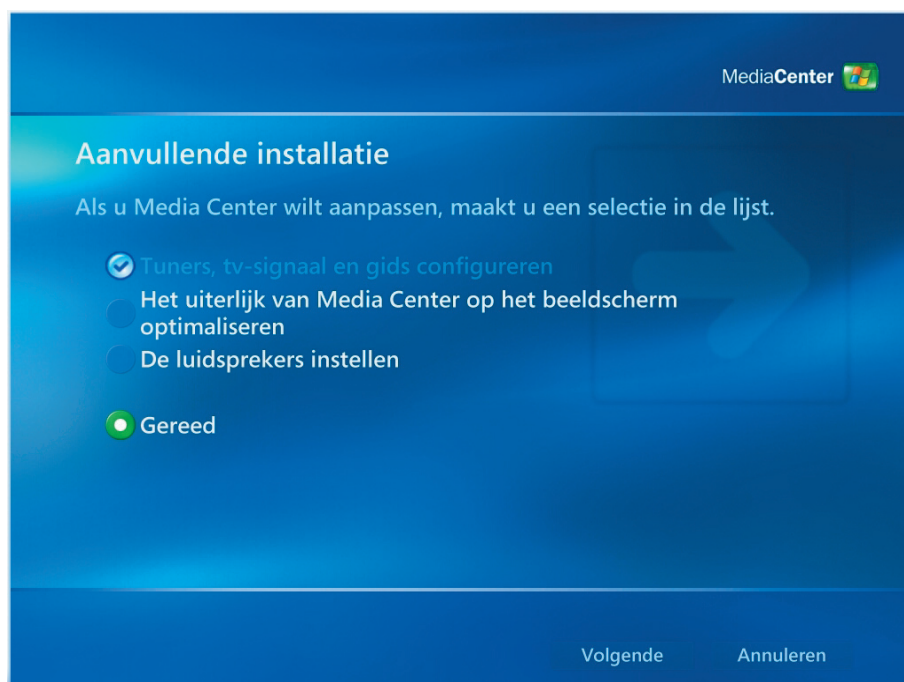 MediaCenter
Aanvullende installatie
Als u Media Center wilt aanpassen, maakt u een selectie in de lijst.
Tuners, tv-signaal en gids configureren
Het uiterlijk van Media Center op het beeldscherm
optimaliseren
De luidsprekers instellen
Gereed
Volgende
Annuleren